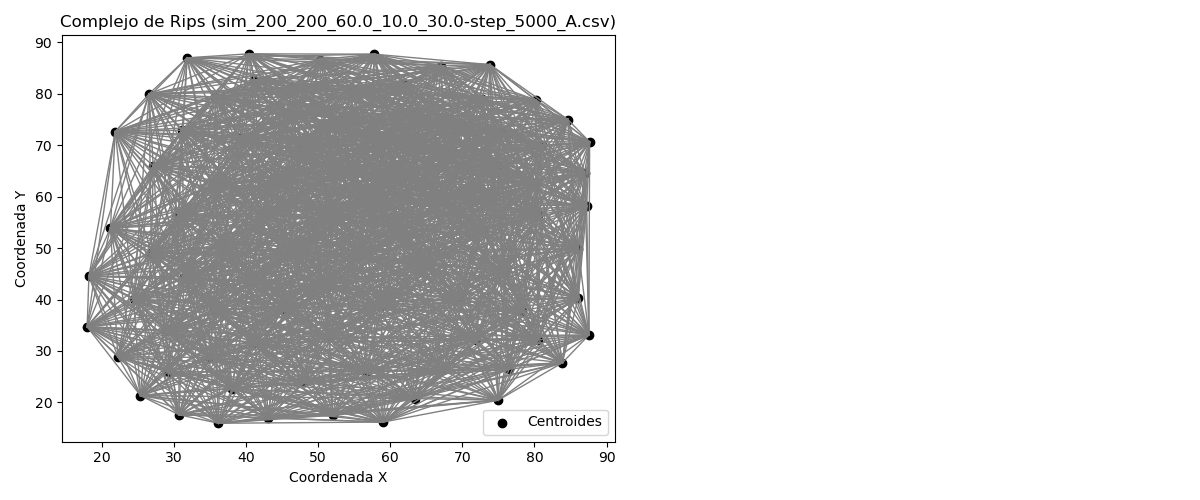 Complejo de Rips (sim_200_200_60.0_10.0_30.0-step_5000_A.csv)
90
80
70
60
50
40
30
20
Coordenada Y
Centroides
20 30 40 50 60 70 80 90
Coordenada X